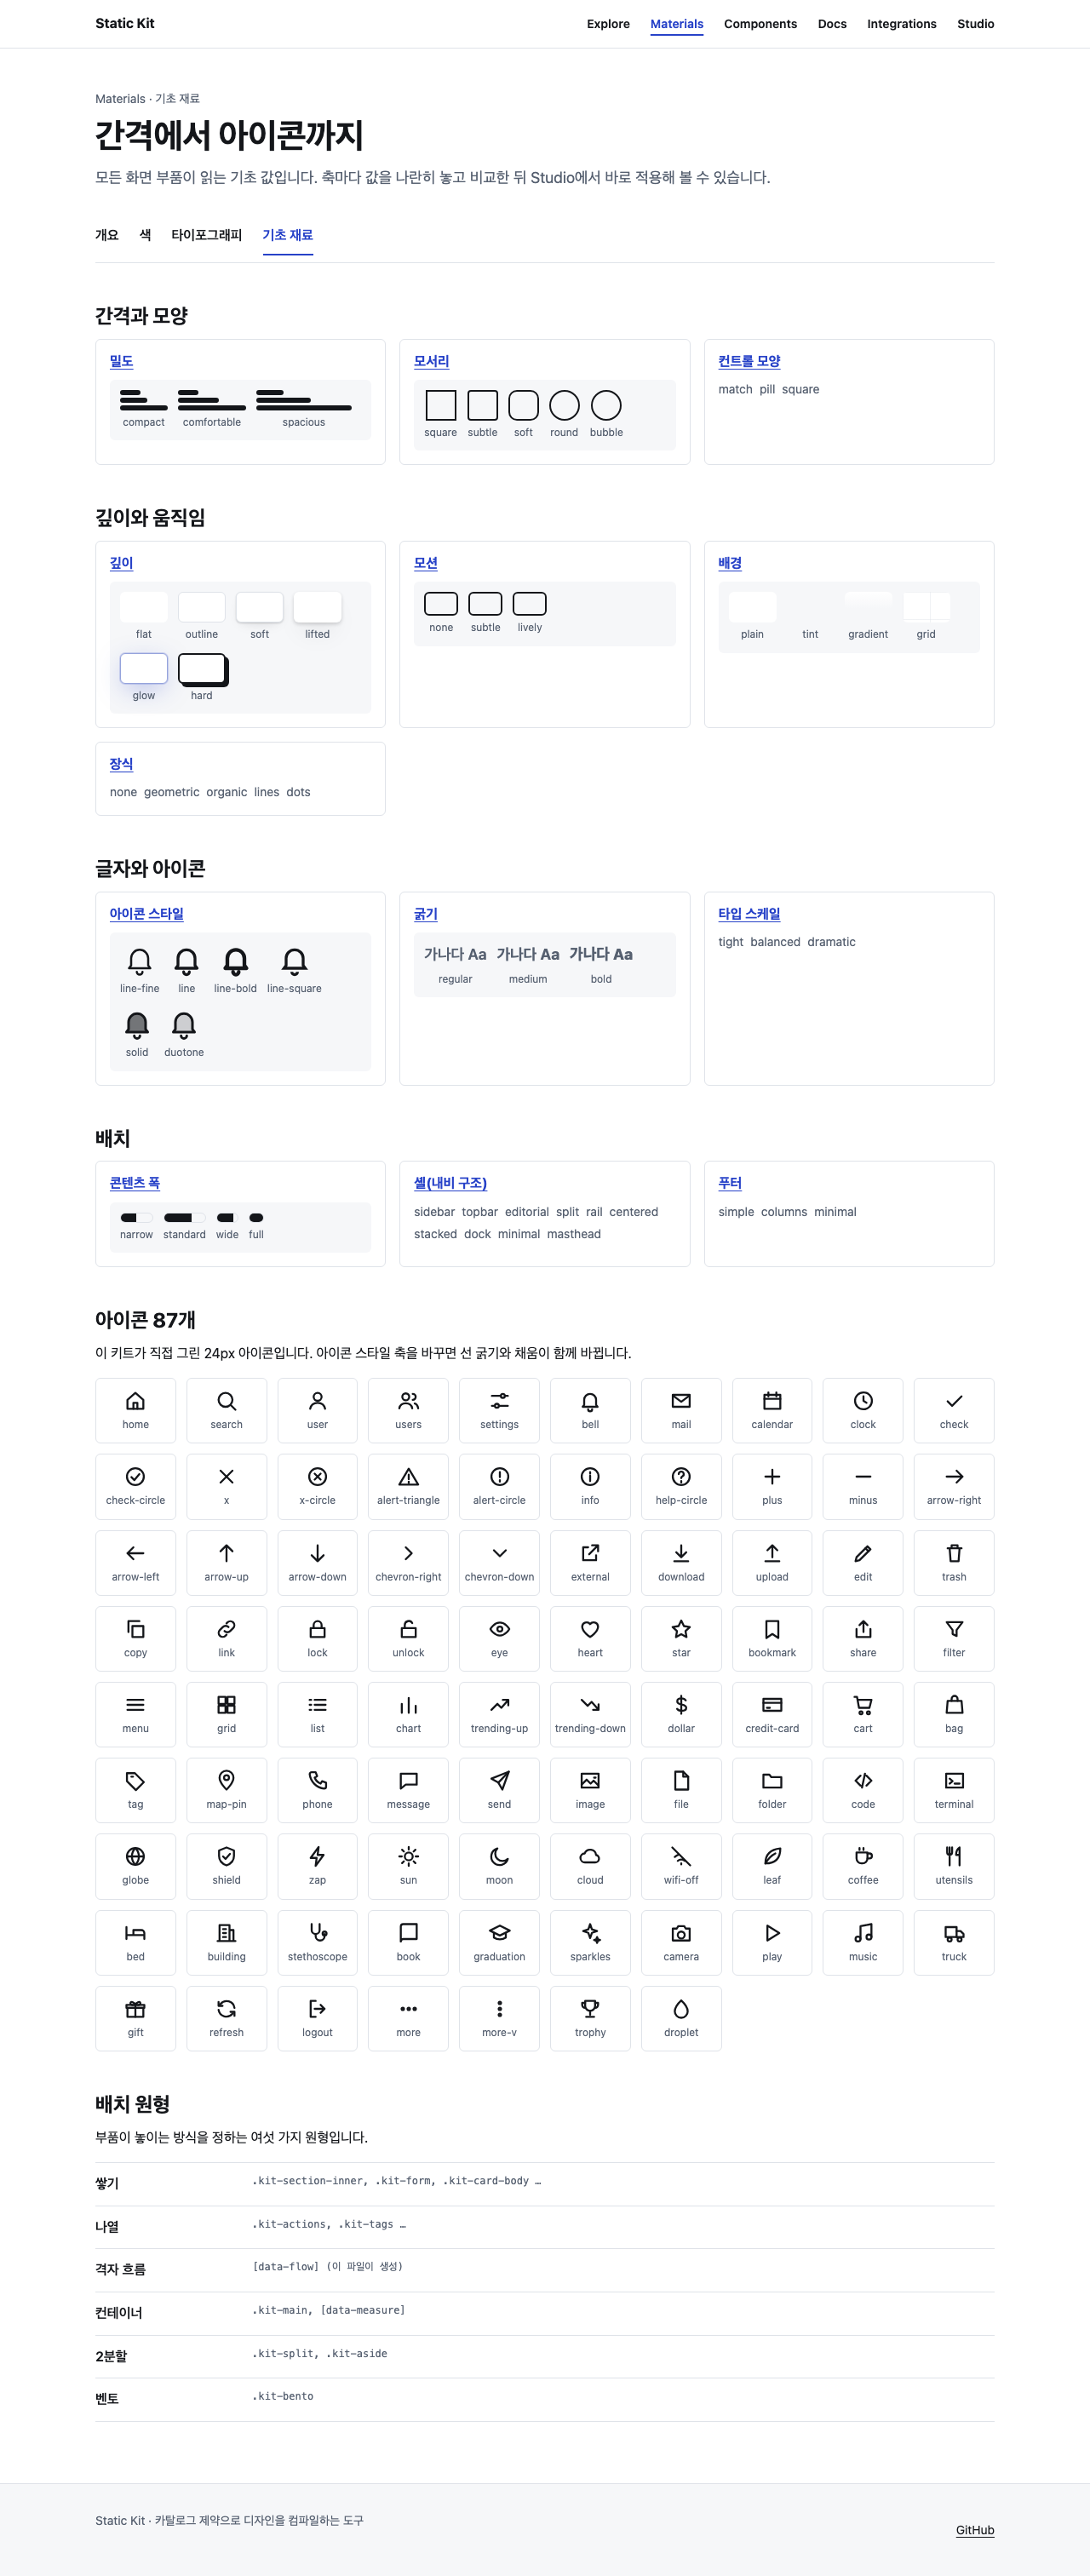 Static Kit
Explore Materials Components Docs Integrations Studio
Materials · 기초 재료
간격에서 아이콘까지
모든 화면 부품이 읽는 기초 값입니다. 축마다 값을 나란히 놓고 비교한 뒤 Studio에서 바로 적용해 볼 수 있습니다.
개요 색 타이포그래피 기초 재료
간격과 모양
밀도
compact comfortable spacious
모서리
square subtle soft round bubble
컨트롤 모양
match pill square
깊이와 움직임
깊이
flat outline soft lifted
glow hard
모션
none subtle lively
배경
plain tint gradient grid
장식
none geometric organic lines dots
글자와 아이콘
아이콘 스타일
line-fine line line-bold line-square
solid duotone
굵기
가나다 Aa 가나다 Aa 가나다 Aa
regular medium bold
타입 스케일
tight balanced dramatic
배치
콘텐츠 폭
narrow standard wide full
셸(내비 구조)
sidebar topbar editorial split rail centered
stacked dock minimal masthead
푸터
simple columns minimal
아이콘 87개
이 키트가 직접 그린 24px 아이콘입니다. 아이콘 스타일 축을 바꾸면 선 굵기와 채움이 함께 바뀝니다.
home search user users settings bell mail calendar clock check
check-circle x x-circle alert-triangle alert-circle info help-circle plus minus arrow-right
arrow-left arrow-up arrow-down chevron-right chevron-down external download upload edit trash
copy link lock unlock eye heart star bookmark share filter
menu grid list chart trending-up trending-down dollar credit-card cart bag
tag map-pin phone message send image file folder code terminal
globe shield zap sun moon cloud wifi-off leaf coffee utensils
bed building stethoscope book graduation sparkles camera play music truck
gift refresh logout more more-v trophy droplet
배치 원형
부품이 놓이는 방식을 정하는 여섯 가지 원형입니다.
쌓기 .kit-section-inner, .kit-form, .kit-card-body …
나열 .kit-actions, .kit-tags …
격자 흐름 [data-flow] (이 파일이 생성)
컨테이너 .kit-main, [data-measure]
2분할 .kit-split, .kit-aside
벤토 .kit-bento
Static Kit · 카탈로그 제약으로 디자인을 컴파일하는 도구
GitHub